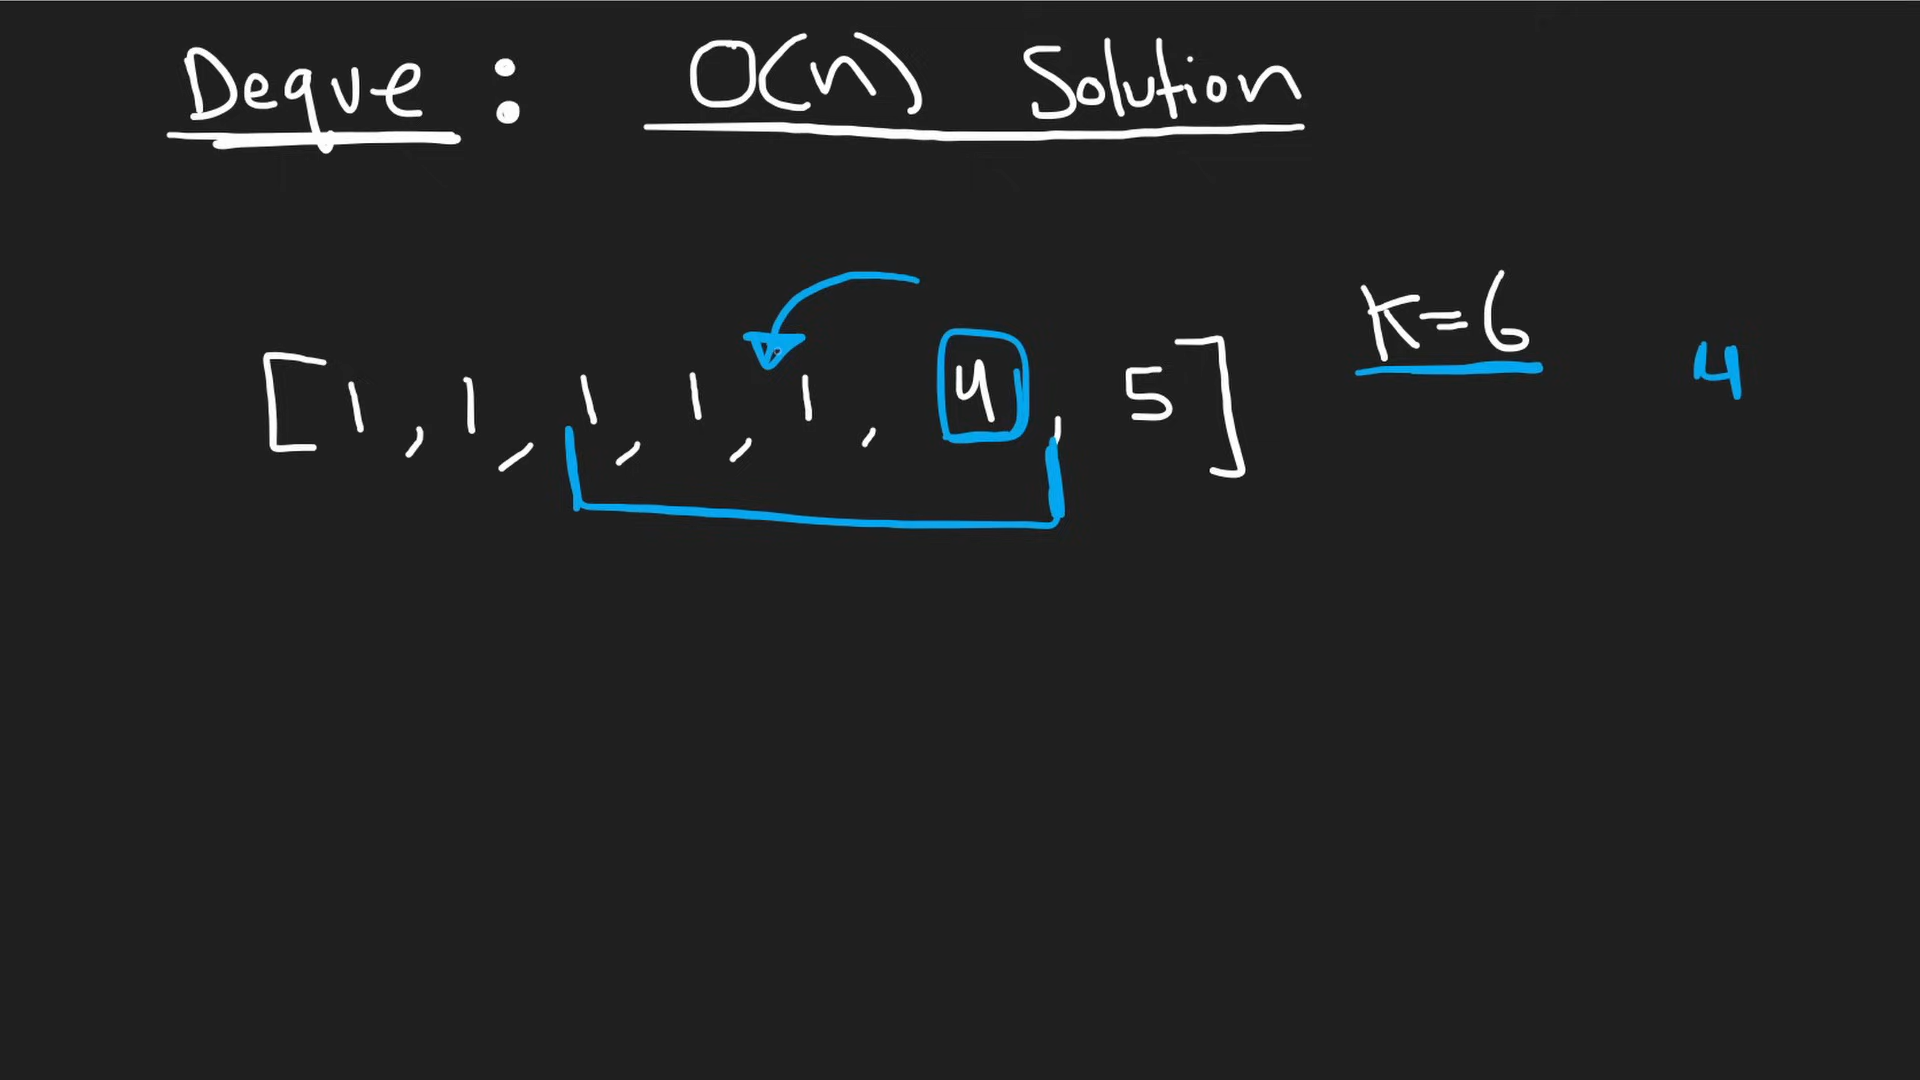 Deque : O(n) Solution
[1, 1, 1, 1, 1, 4, 5] K=6 4